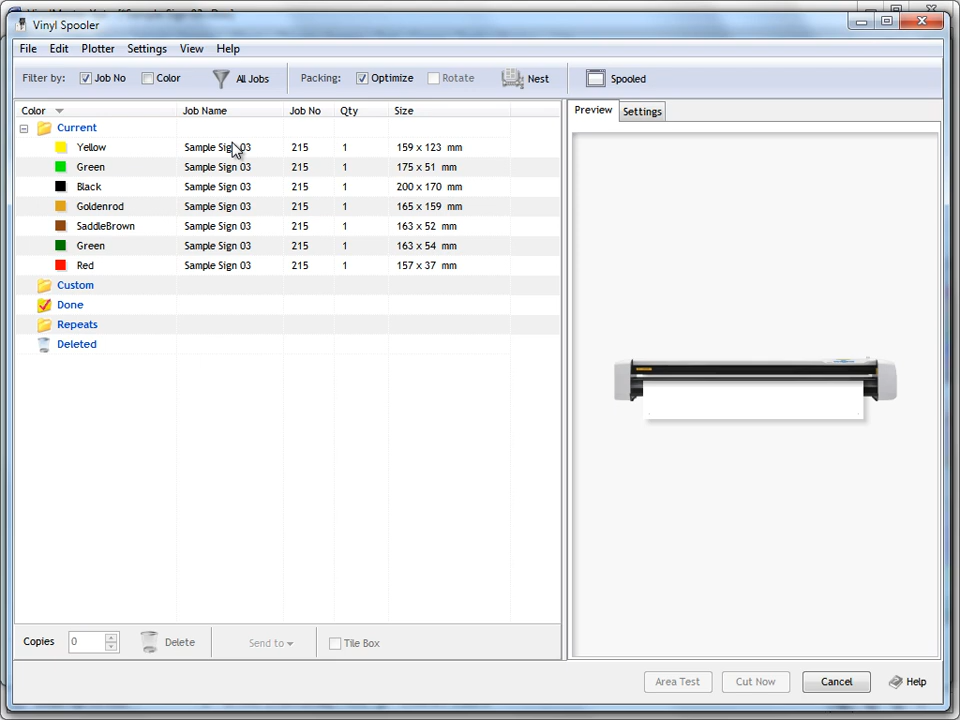 Vinyl Spooler
File Edit Plotter Settings View Help
Filter by: Job No Color All Jobs Packing: Optimize Rotate Nest Spooled
Color Job Name Job No Qty Size Preview Settings
Current
Yellow Sample Sign 03 215 1 159 x 123 mm
Green Sample Sign 03 215 1 175 x 51 mm
Black Sample Sign 03 215 1 200 x 170 mm
Goldenrod Sample Sign 03 215 1 165 x 159 mm
SaddleBrown Sample Sign 03 215 1 163 x 52 mm
Green Sample Sign 03 215 1 163 x 54 mm
Red Sample Sign 03 215 1 157 x 37 mm
Custom
Done
Repeats
Deleted
Copies 0 Delete Send to Tile Box
Area Test Cut Now Cancel Help